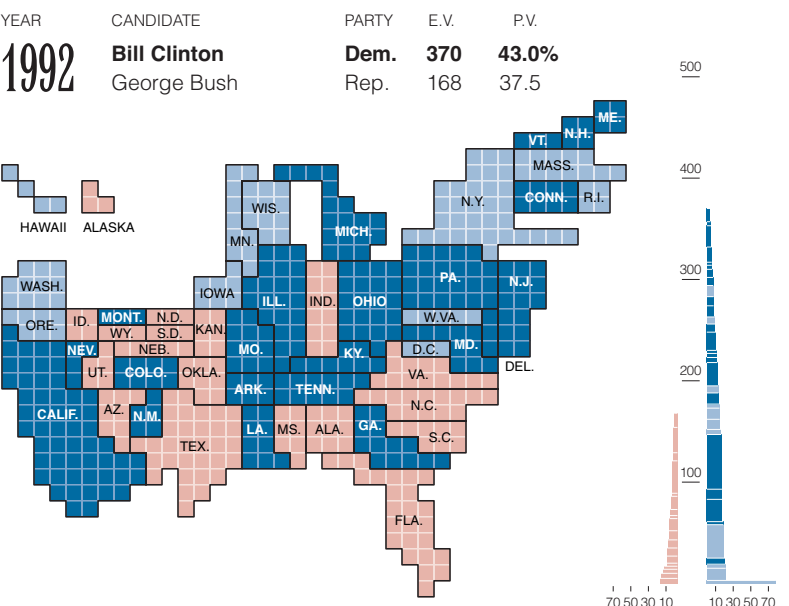 YEAR CANDIDATE PARTY E.V. P.V.
1992 Bill Clinton Dem. 370 43.0%
George Bush Rep. 168 37.5
500
ME.
N.H.
VT.
MASS.
400
CONN. R.I.
N.Y.
WIS.
HAWAII ALASKA
MICH.
MN.
PA.
300
N.J.
WASH.
IOWA ILL. IND. OHIO
MONT. N.D. W.VA.
ORE. ID. KAN.
WY. S.D.
NEV. NEB. MO. KY. D.C. MD.
DEL.
UT. COLO. OKLA. VA.
200
ARK. TENN.
CALIF. AZ. N.M. N.C.
LA. MISS. ALA. GA. S.C.
TEX.
100
FLA.
70 50 30 10 10 30 50 70